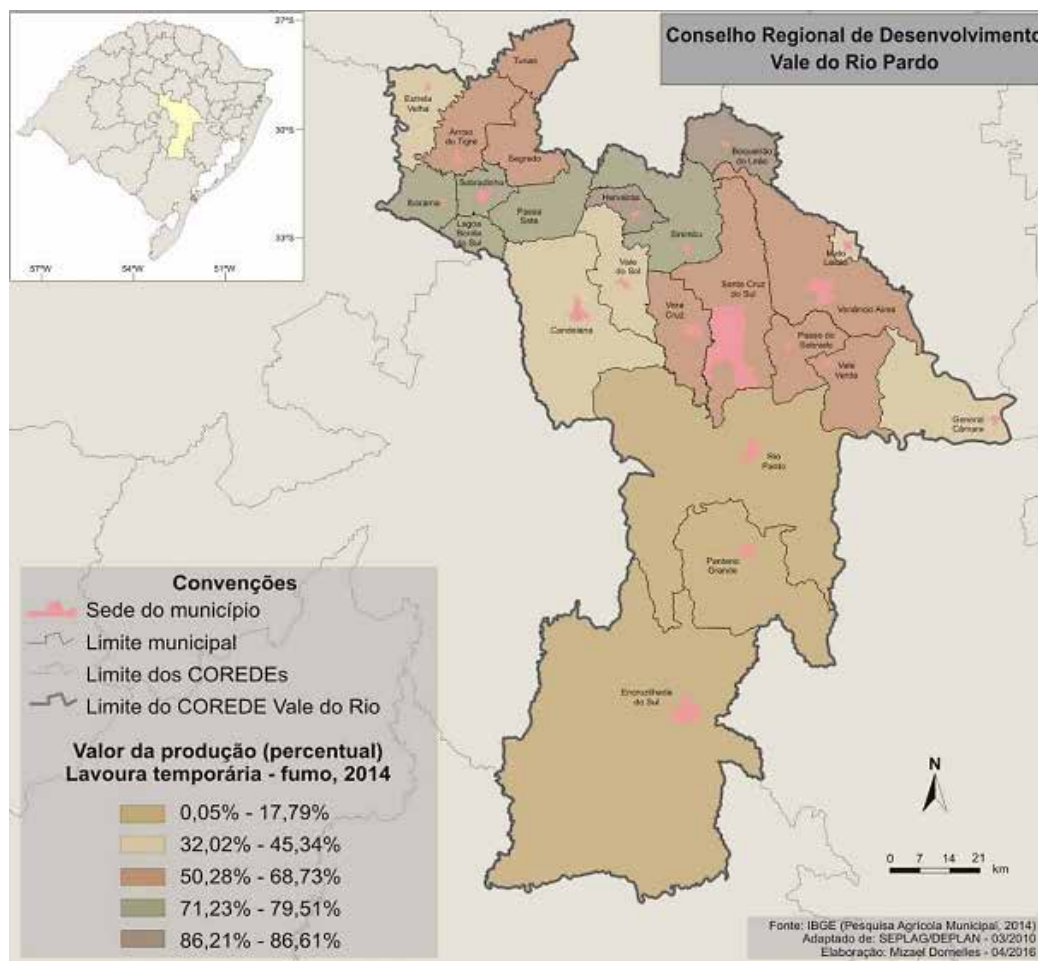 Conselho Regional de Desenvolvimento
Vale do Rio Pardo
27°S
30°S
33°S
57°W
54°W
51°W
Tunas
Estrela
Velha
Arroio
do Tigre
Segredo
Boqueirão
do Leão
Ibarama
Sobradinho
Passa
Sete
Herveiras
Lagoa
Bonita
do Sul
Sinimbu
Mato
Leitão
Vale
do Sol
Santa Cruz
do Sul
Venâncio Aires
Candelária
Vera
Cruz
Passo do
Sobrado
Vale
Verde
General
Câmara
Rio
Pardo
Pantano
Grande
Encruzilhada
do Sul
Convenções
Sede do município
Limite municipal
Limite dos COREDEs
Limite do COREDE Vale do Rio
Valor da produção (percentual)
Lavoura temporária - fumo, 2014
0,05% - 17,79%
32,02% - 45,34%
50,28% - 68,73%
71,23% - 79,51%
86,21% - 86,61%
N
0 7 14 21
km
Fonte: IBGE (Pesquisa Agrícola Municipal, 2014)
Adaptado de: SEPLAG/DEPLAN - 03/2010
Elaboração: Mizael Dornelles - 04/2016